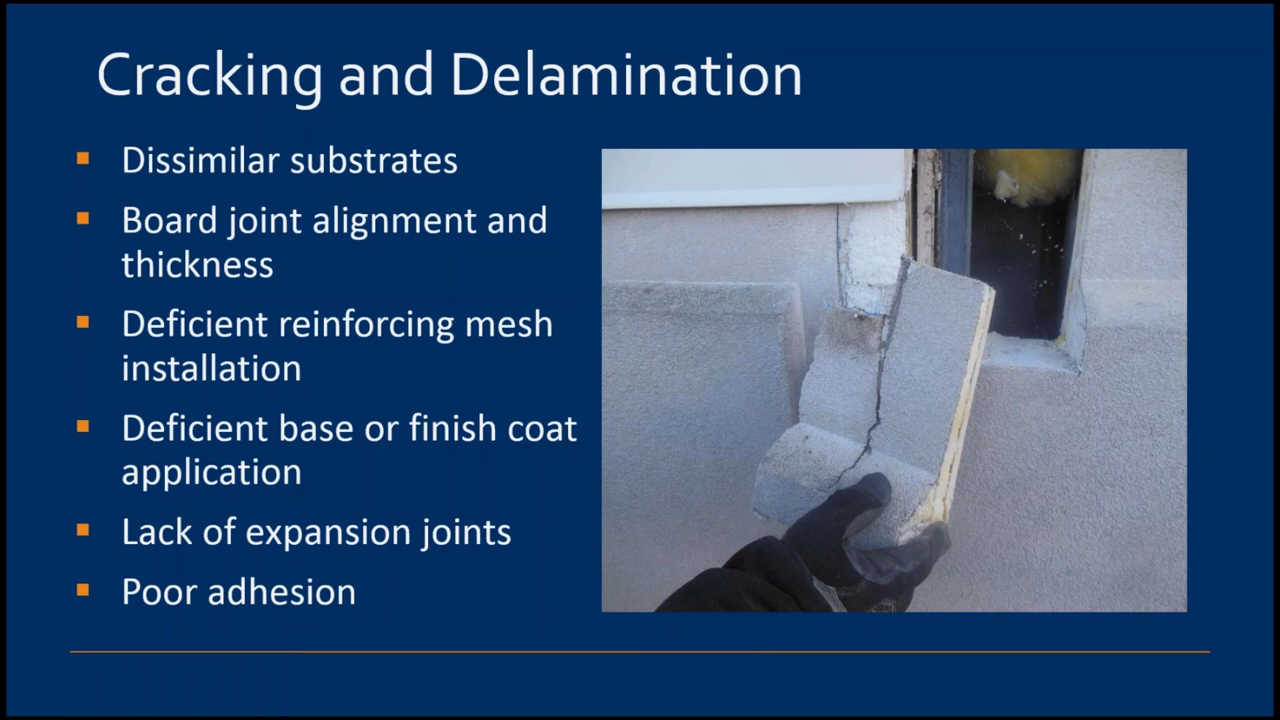 Cracking and Delamination
Dissimilar substrates
Board joint alignment and
thickness
Deficient reinforcing mesh
installation
Deficient base or finish coat
application
Lack of expansion joints
Poor adhesion